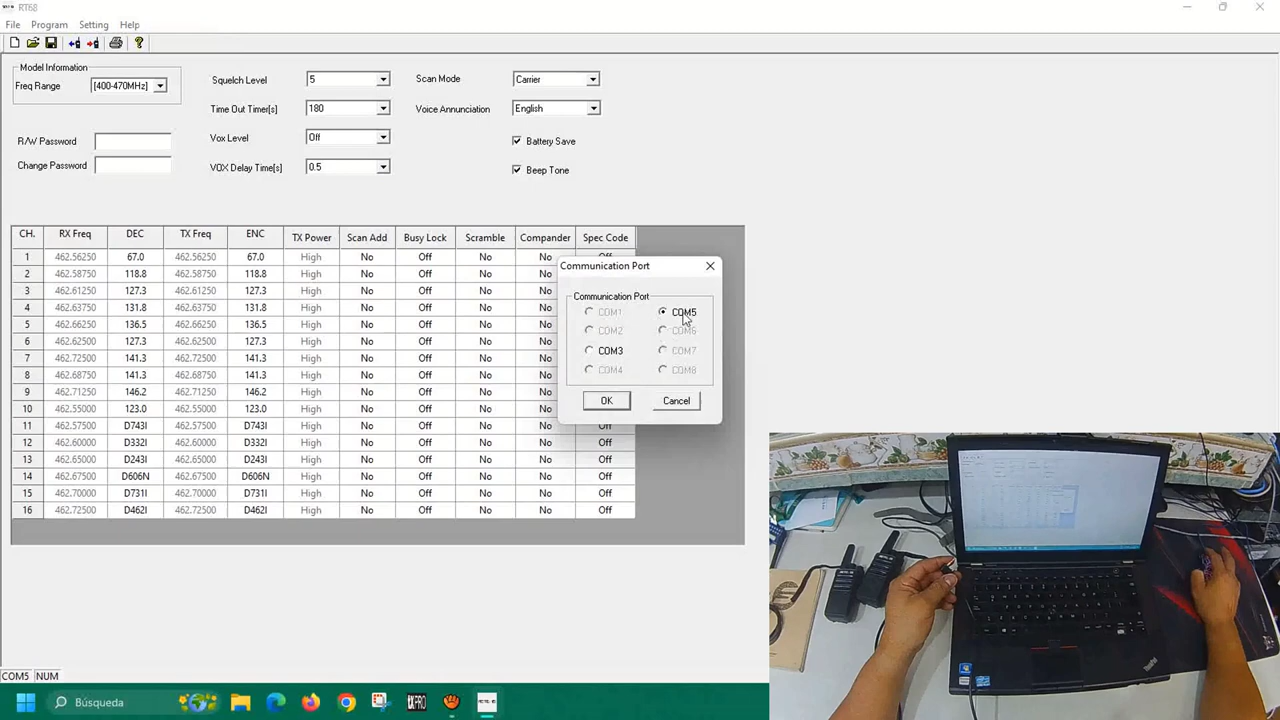 RT68
File Program Setting Help
Model Information
Freq Range [400-470MHz]
Squelch Level 5
Scan Mode Carrier
Time Out Timer[s] 180
Voice Annunciation English
R/W Password
Vox Level Off
Battery Save
Change Password
VOX Delay Time[s] 0.5
Beep Tone
CH. RX Freq DEC TX Freq ENC TX Power Scan Add Busy Lock Scramble Compander Spec Code
1 462.56250 67.0 462.56250 67.0 High No Off No No Off
2 462.58750 118.8 462.58750 118.8 High No Off No No
3 462.61250 127.3 462.61250 127.3 High No Off No No
4 462.63750 131.8 462.63750 131.8 High No Off No No
5 462.66250 136.5 462.66250 136.5 High No Off No No
6 462.68750 127.3 462.68750 127.3 High No Off No No
7 462.72500 141.3 462.72500 141.3 High No Off No No
8 462.68750 141.3 462.68750 141.3 High No Off No No
9 462.71250 146.2 462.71250 146.2 High No Off No No
10 462.55000 123.0 462.55000 123.0 High No Off No No
11 462.57500 D743I 462.57500 D743I High No Off No No Off
12 462.60000 D332I 462.60000 D332I High No Off No No Off
13 462.65000 D243I 462.65000 D243I High No Off No No Off
14 462.67500 D606N 462.67500 D606N High No Off No No Off
15 462.70000 D731I 462.70000 D731I High No Off No No Off
16 462.72500 D462I 462.72500 D462I High No Off No No Off
Communication Port
Communication Port
COM1 COM5
COM2 COM6
COM3 COM7
COM4 COM8
OK Cancel
COM5 NUM
Búsqueda
PRO
ThinkPad